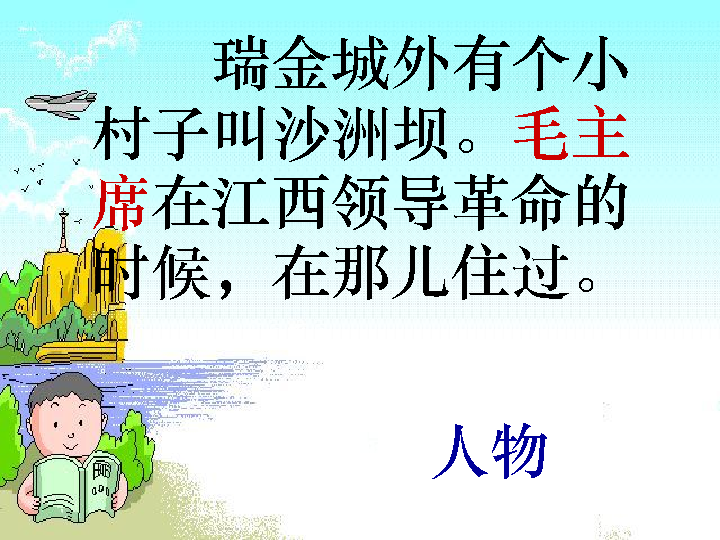 瑞金城外有个小
村子叫沙洲坝。毛主
席在江西领导革命的
时候，在那儿住过。
人物